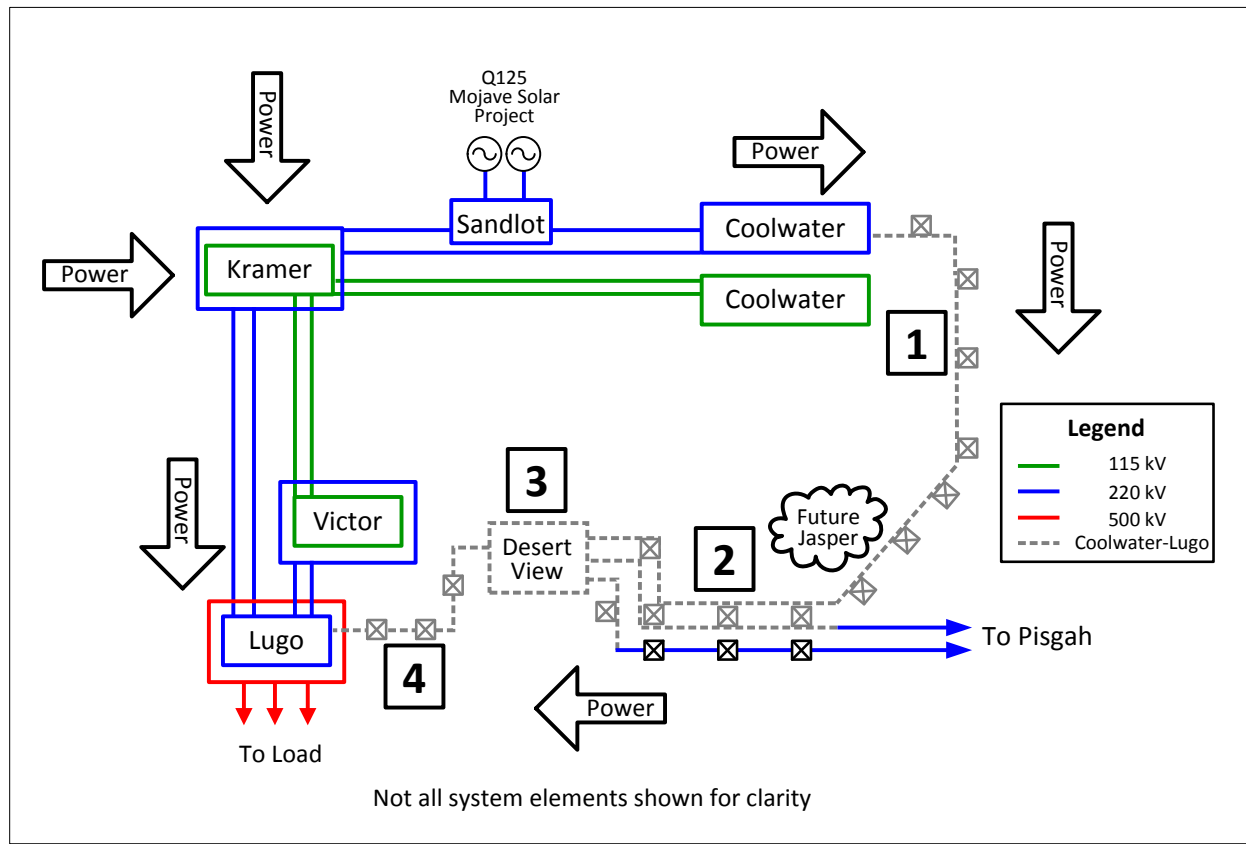 Q125
Mojave Solar
Project
Power
Power
Sandlot
Coolwater
Kramer
Power
Power
Coolwater
1
Legend
115 kV
220 kV
500 kV
Coolwater-Lugo
3
Power
Victor
Future
Jasper
Desert
View
2
Lugo
To Pisgah
4
Power
To Load
Not all system elements shown for clarity